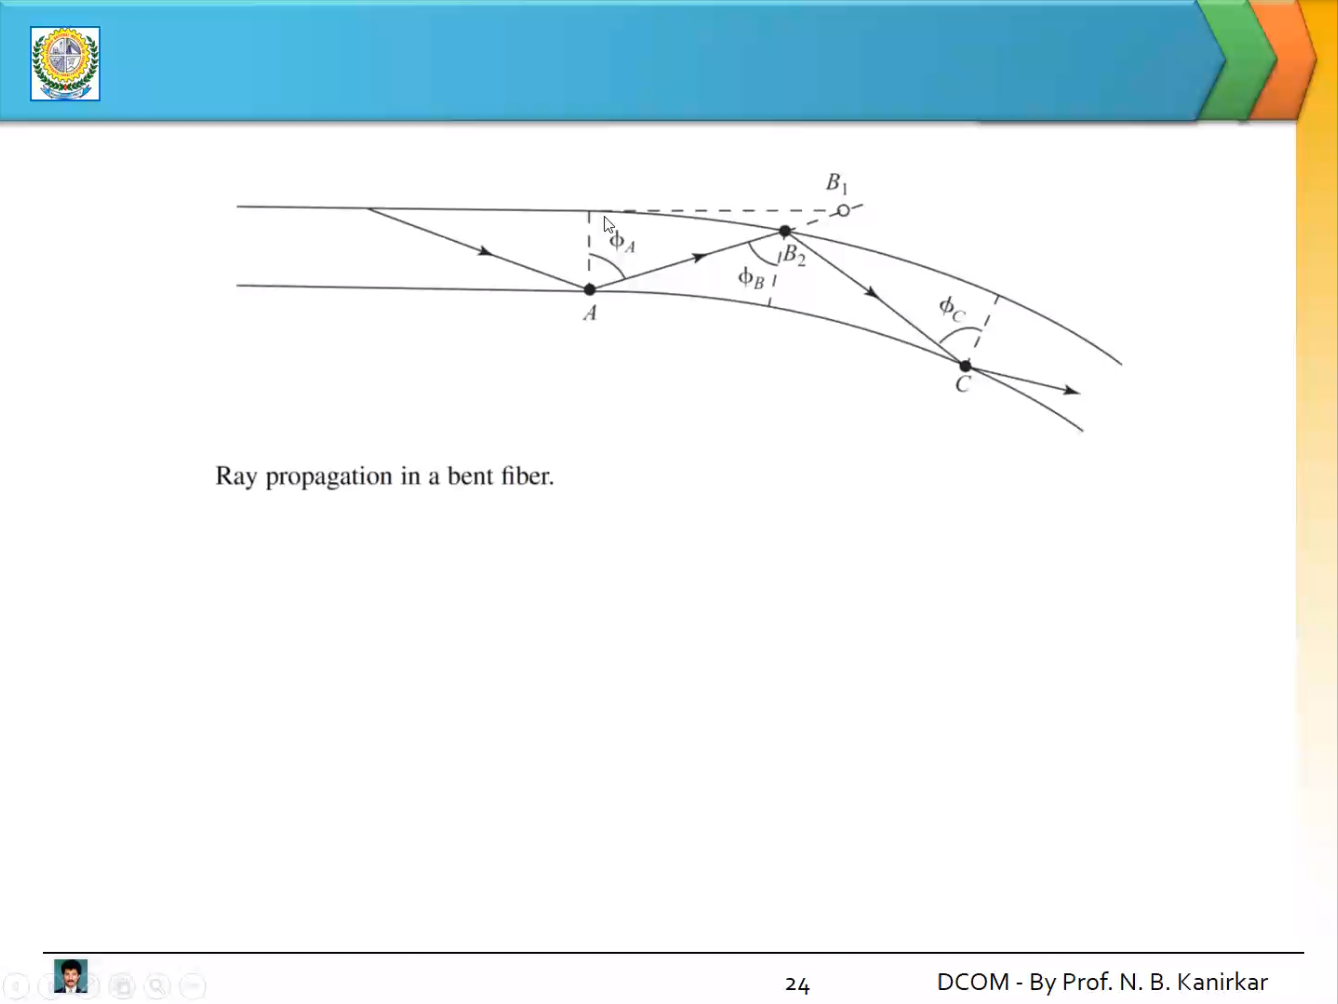 B1
ϕA
B2
ϕB
ϕC
A
C
Ray propagation in a bent fiber.
24
DCOM - By Prof. N. B. Kanirkar